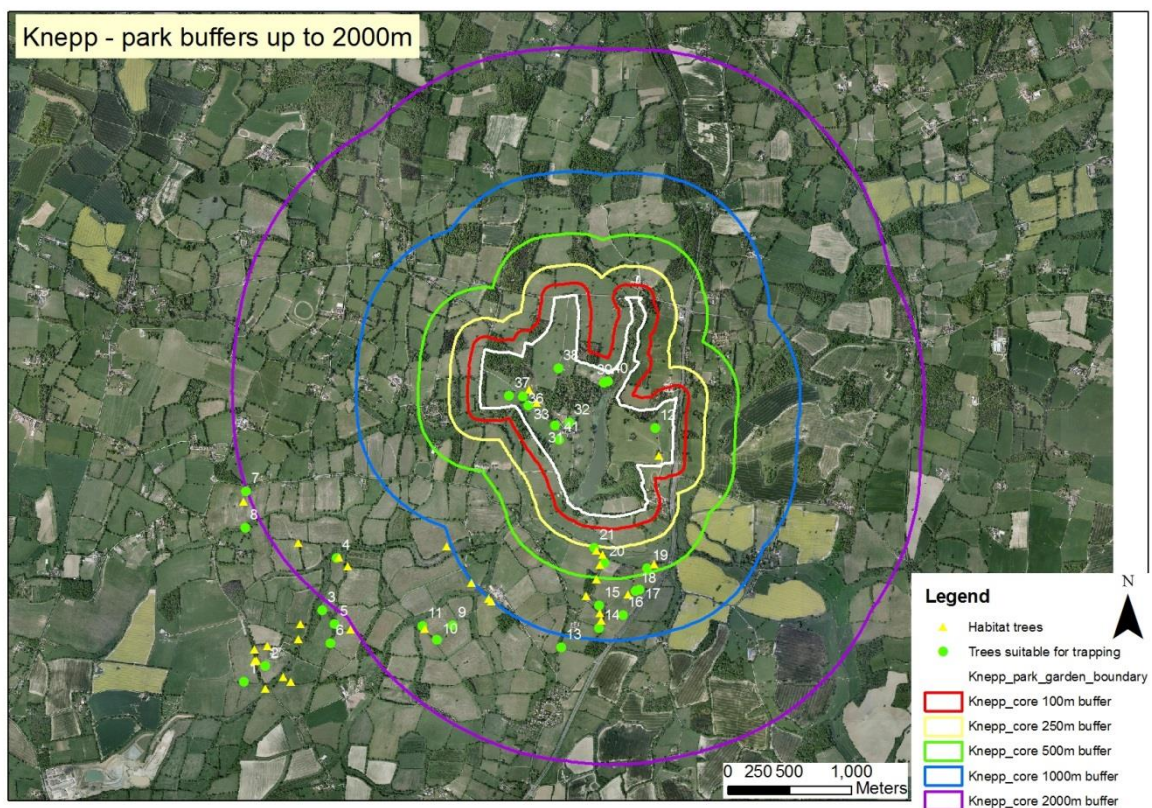 Knepp - park buffers up to 2000m
38
40
37
36
33
32
41
31
12
7
8
4
3
5
6
1
11
9
10
21
20
19
18
17
15
16
14
13
0 250 500 1,000
Meters
N
Legend
Habitat trees
Trees suitable for trapping
Knepp_park_garden_boundary
Knepp_core 100m buffer
Knepp_core 250m buffer
Knepp_core 500m buffer
Knepp_core 1000m buffer
Knepp_core 2000m buffer